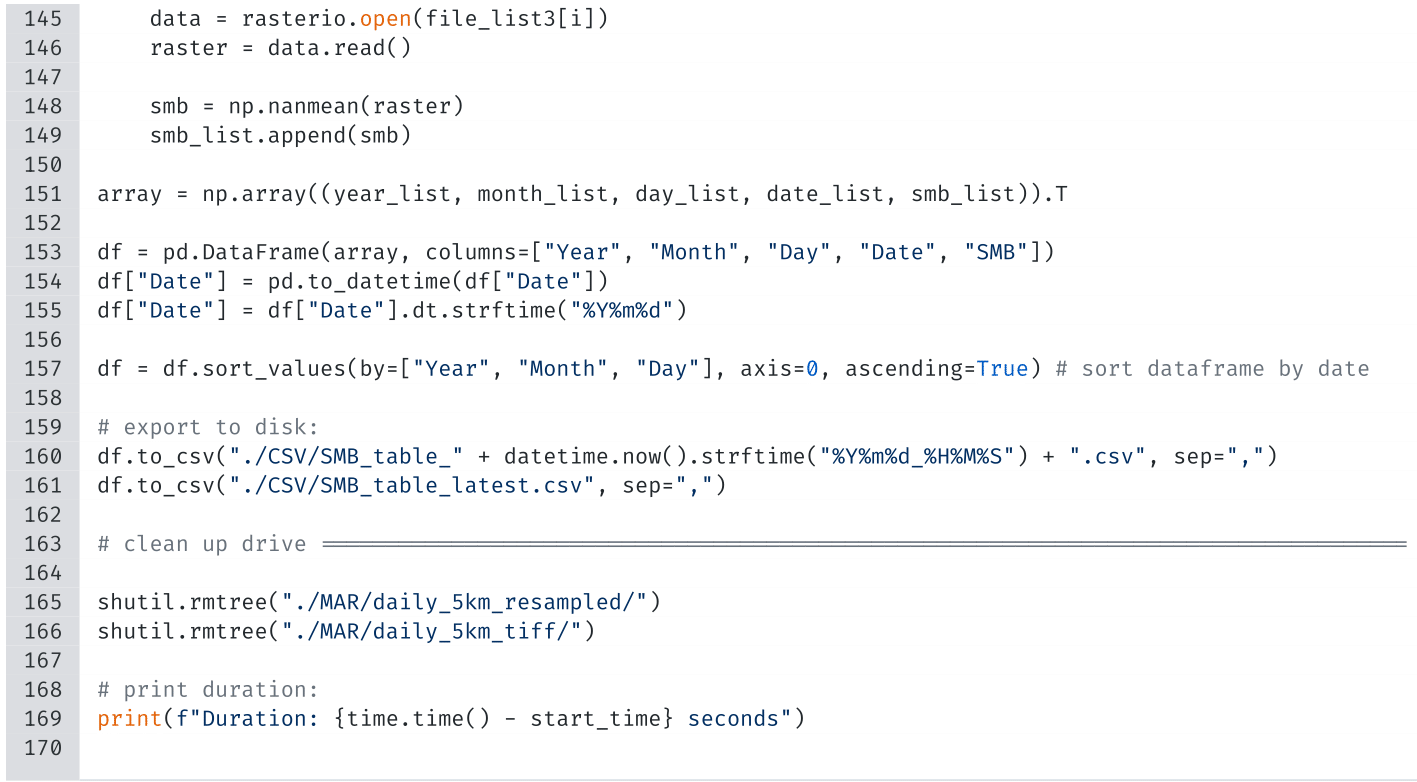 145     data = rasterio.open(file_list3[i])
146     raster = data.read()
147
148     smb = np.nanmean(raster)
149     smb_list.append(smb)
150
151 array = np.array((year_list, month_list, day_list, date_list, smb_list)).T
152
153 df = pd.DataFrame(array, columns=["Year", "Month", "Day", "Date", "SMB"])
154 df["Date"] = pd.to_datetime(df["Date"])
155 df["Date"] = df["Date"].dt.strftime("%Y%m%d")
156
157 df = df.sort_values(by=["Year", "Month", "Day"], axis=0, ascending=True) # sort dataframe by date
158
159 # export to disk:
160 df.to_csv("./CSV/SMB_table_" + datetime.now().strftime("%Y%m%d_%H%M%S") + ".csv", sep=",")
161 df.to_csv("./CSV/SMB_table_latest.csv", sep=",")
162
163 # clean up drive ===================================================================================
164
165 shutil.rmtree("./MAR/daily_5km_resampled/")
166 shutil.rmtree("./MAR/daily_5km_tiff/")
167
168 # print duration:
169 print(f"Duration: {time.time() - start_time} seconds")
170